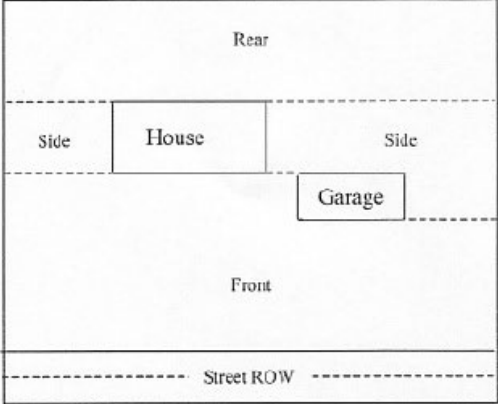 Rear
Side
House
Side
Garage
Front
Street ROW